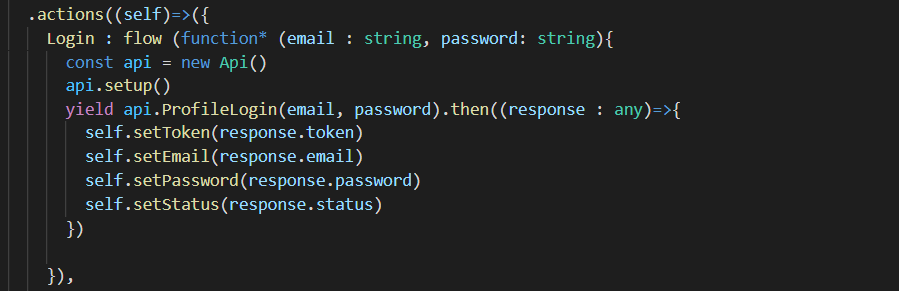 .actions((self)=>({
Login : flow (function* (email : string, password: string){
const api = new Api()
api.setup()
yield api.ProfileLogin(email, password).then((response : any)=>{
self.setToken(response.token)
self.setEmail(response.email)
self.setPassword(response.password)
self.setStatus(response.status)
})
}),